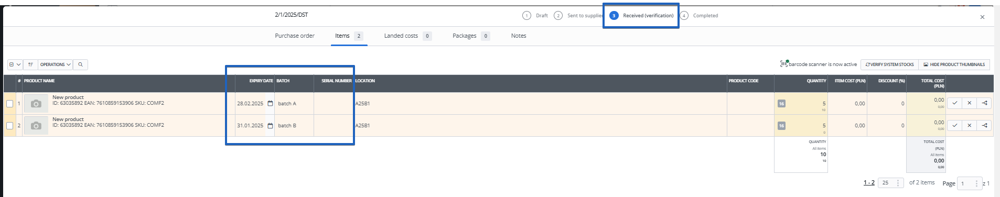 2/1/2025/DST
1 Draft 2 Sent to supplier 3 Received (verification) 4 Completed
Purchase order Items 2 Landed costs 0 Packages 0 Notes
OPERATIONS
barcode scanner is now active VERIFY SYSTEM STOCKS HIDE PRODUCT THUMBNAILS
# PRODUCT NAME EXPIRY DATE BATCH SERIAL NUMBER LOCATION PRODUCT CODE QUANTITY ITEM COST (PLN) DISCOUNT (%) TOTAL COST (PLN)
1 New product
ID: 63035892 EAN: 7610859153906 SKU: COMF2
28.02.2025 batch A A25B1 16 5 0,00 0 0,00
10 0,00
2 New product
ID: 63035892 EAN: 7610859153906 SKU: COMF2
31.01.2025 batch B A25B1 16 5 0,00 0 0,00
0 0,00
QUANTITY
All items
10
10
TOTAL COST
(PLN)
All items
0,00
0,00
1 - 2 25 of 2 items Page 1 z 1